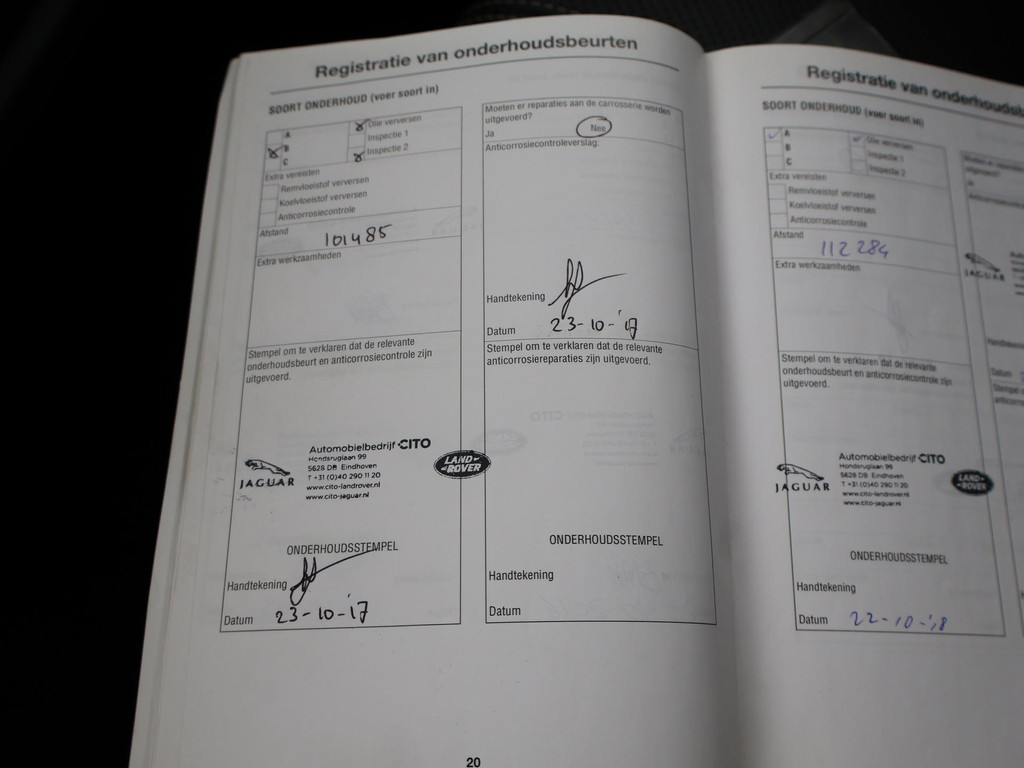 Registratie van onderhoudsbeurten
SOORT ONDERHOUD (voer soort in)
A
B
C
Olie verversen
Inspectie 1
Inspectie 2
Extra vereisten
Remvloeistof verversen
Koelvloeistof verversen
Anticorrosiecontrole
Afstand
101485
Extra werkzaamheden
Stempel om te verklaren dat de relevante
onderhoudsbeurt en anticorrosiecontrole zijn
uitgevoerd.
JAGUAR
Automobielbedrijf CITO
Hondsruglaan 99
5628 DB Eindhoven
T +31 (0)40 290 11 20
www.cito-landrover.nl
www.cito-jaguar.nl
LAND-
ROVER
ONDERHOUDSSTEMPEL
Handtekening
Datum 23-10-'17
Moeten er reparaties aan de carrosserie worden
uitgevoerd?
Ja Nee
Anticorrosiecontroleverslag:
Handtekening
Datum 23-10-'17
Stempel om te verklaren dat de relevante
anticorrosiereparaties zijn uitgevoerd.
ONDERHOUDSSTEMPEL
Handtekening
Datum
20
Registratie van onderhoudsb
SOORT ONDERHOUD (voer soort in)
A
B
C
Olie verversen
Inspectie 1
Inspectie 2
Extra vereisten
Remvloeistof verversen
Koelvloeistof verversen
Anticorrosiecontrole
Afstand
112 284
Extra werkzaamheden
Stempel om te verklaren dat de relevante
onderhoudsbeurt en anticorrosiecontrole zijn
uitgevoerd.
JAGUAR
Automobielbedrijf CITO
Hondsruglaan 99
5628 DB Eindhoven
T +31 (0)40 290 11 20
www.cito-landrover.nl
www.cito-jaguar.nl
LAND-
ROVER
ONDERHOUDSSTEMPEL
Handtekening
Datum 22-10-'18
JAGUAR
Datum